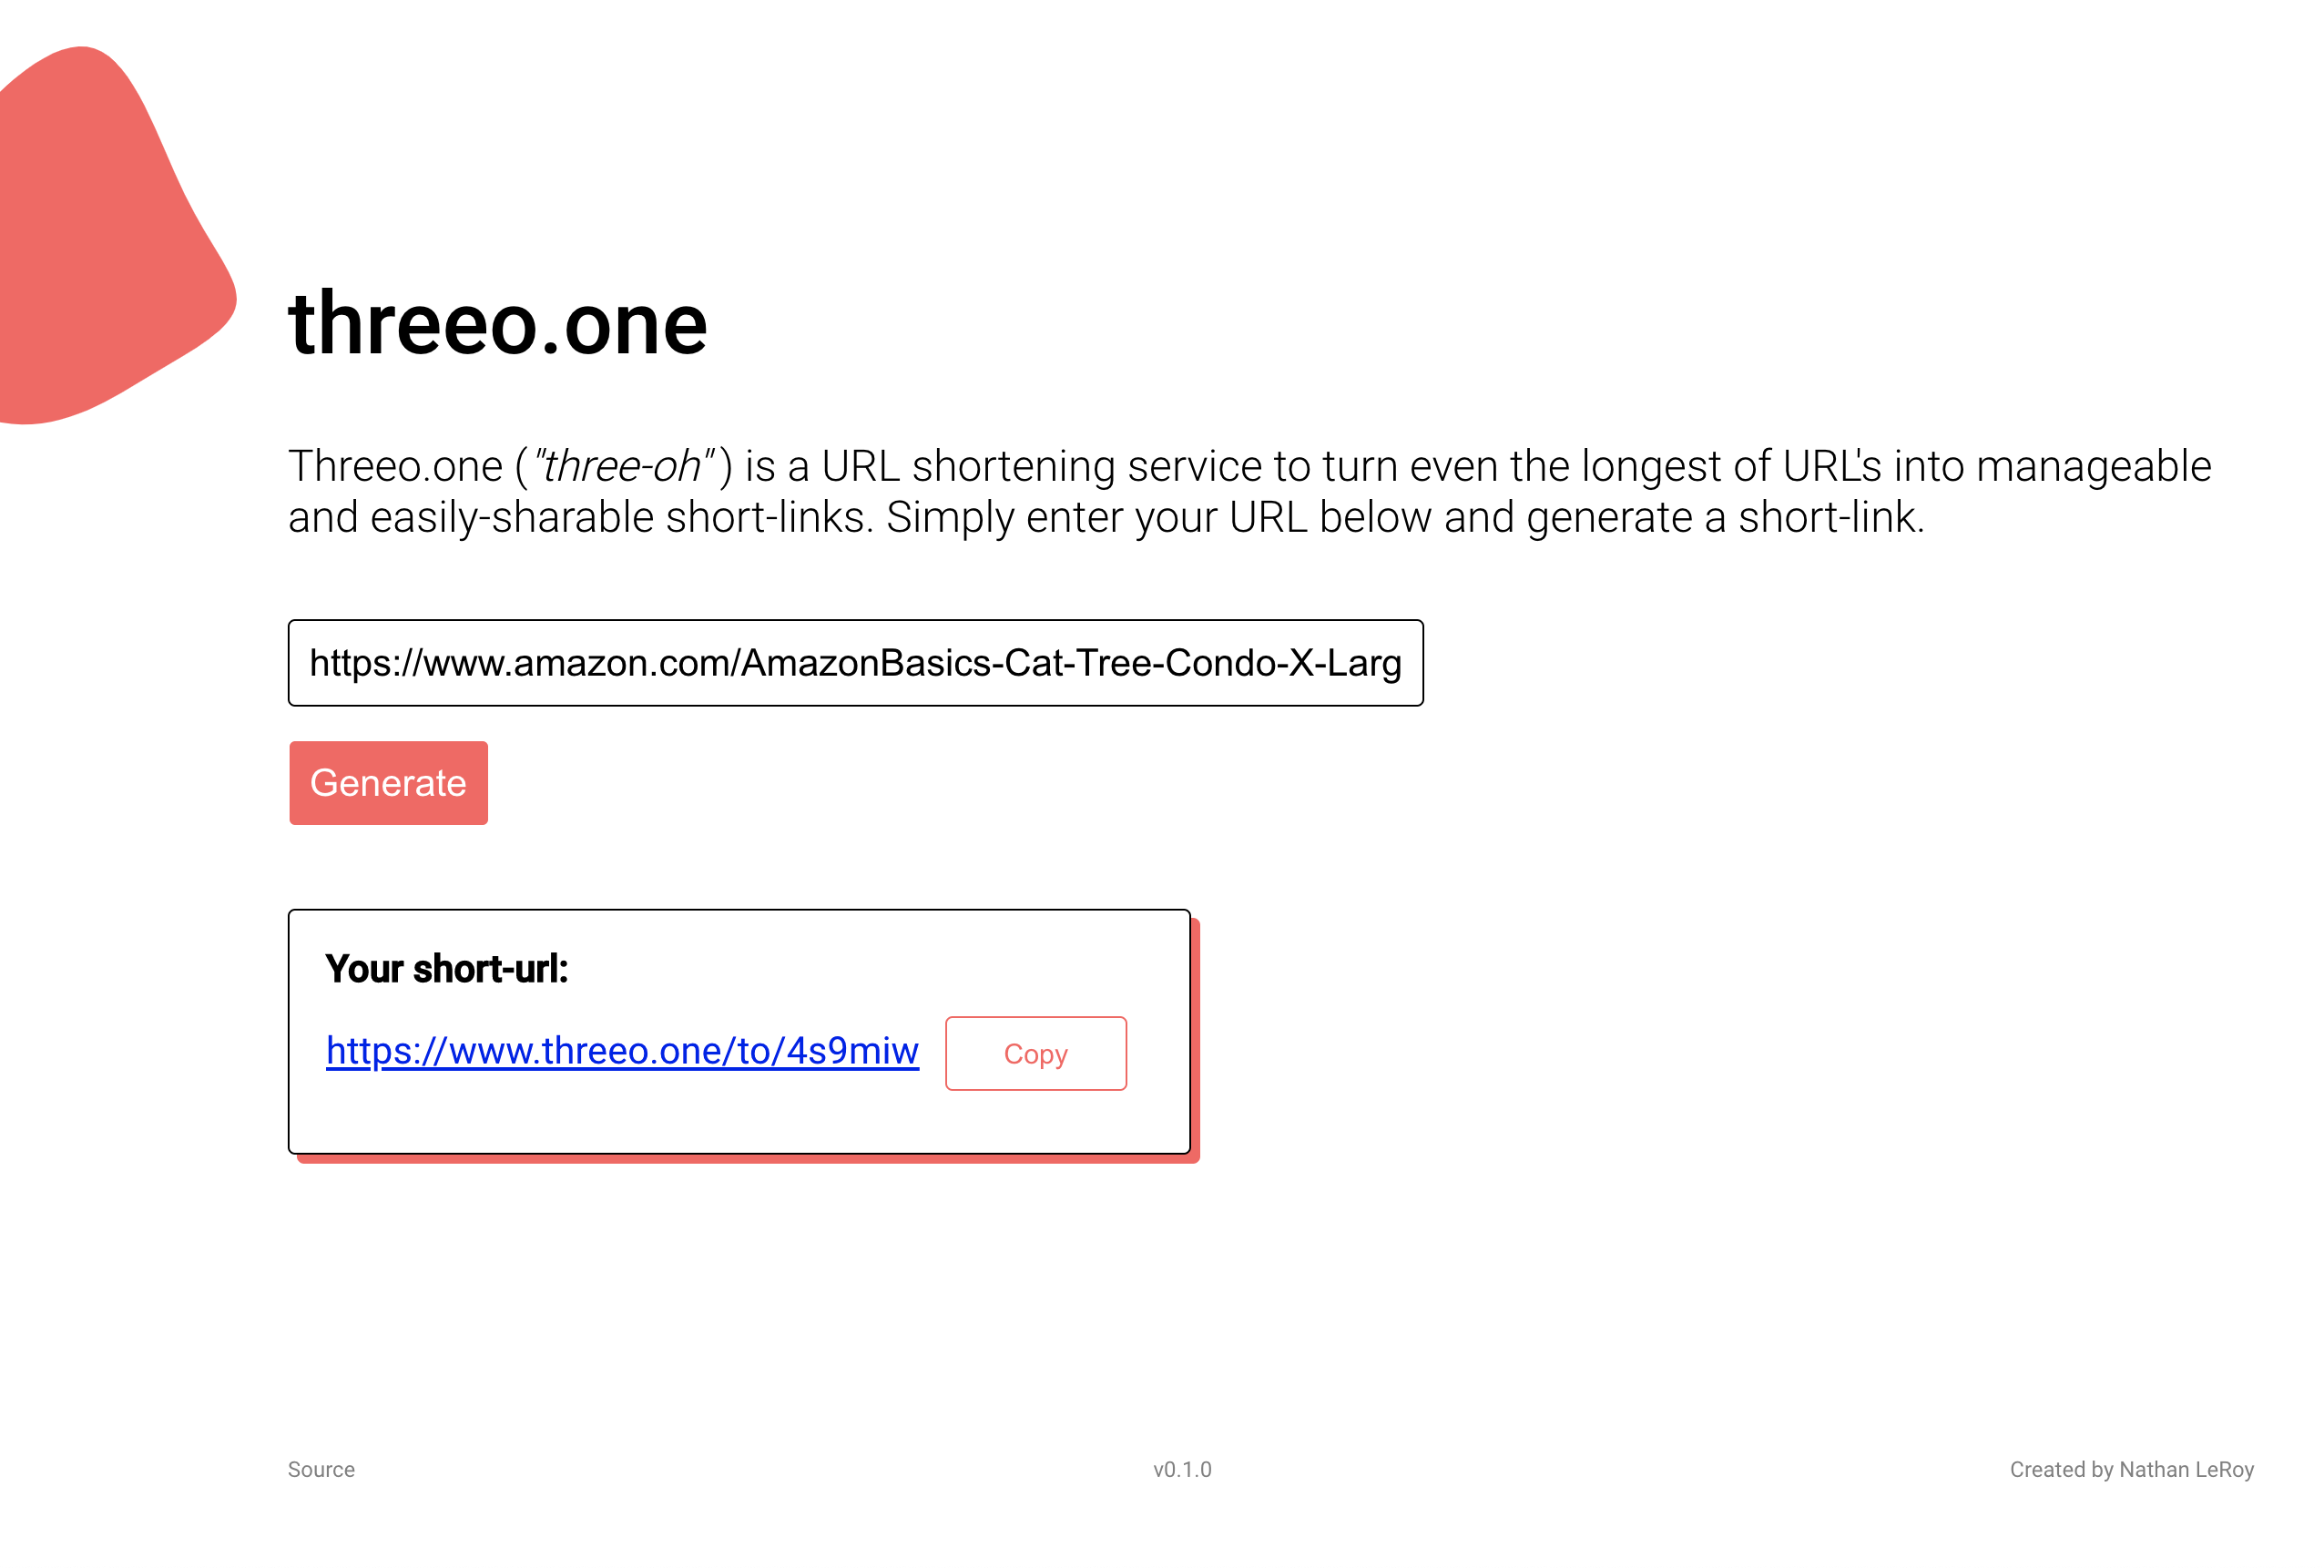 threeo.one
Threeo.one ("three-oh") is a URL shortening service to turn even the longest of URL's into manageable
and easily-sharable short-links. Simply enter your URL below and generate a short-link.
https://www.amazon.com/AmazonBasics-Cat-Tree-Condo-X-Larg
Generate
Your short-url:
https://www.threeo.one/to/4s9miw Copy
Source v0.1.0 Created by Nathan LeRoy